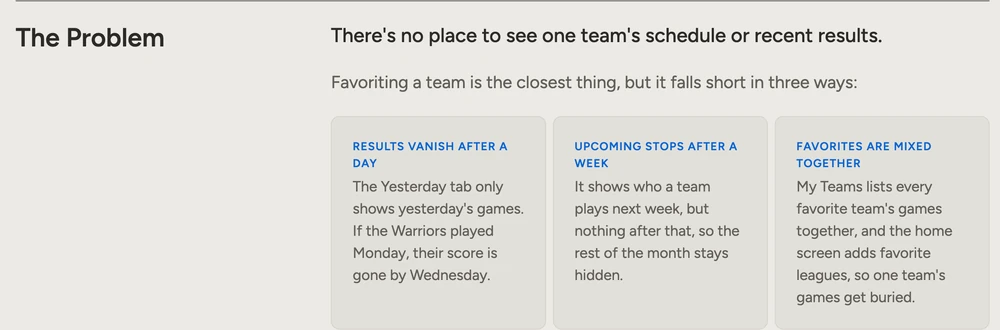 The Problem
There's no place to see one team's schedule or recent results.
Favoriting a team is the closest thing, but it falls short in three ways:
RESULTS VANISH AFTER A
DAY
The Yesterday tab only
shows yesterday's games.
If the Warriors played
Monday, their score is
gone by Wednesday.
UPCOMING STOPS AFTER A
WEEK
It shows who a team
plays next week, but
nothing after that, so the
rest of the month stays
hidden.
FAVORITES ARE MIXED
TOGETHER
My Teams lists every
favorite team's games
together, and the home
screen adds favorite
leagues, so one team's
games get buried.